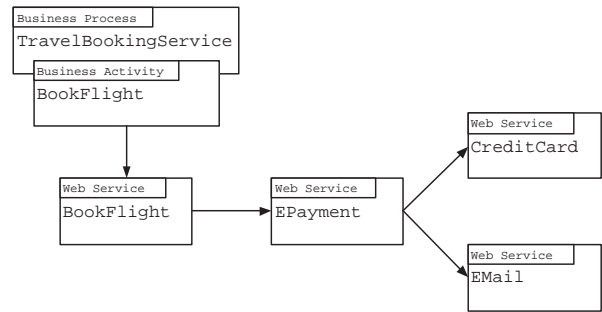 Business Process
TravelBookingService
Business Activity
BookFlight
Web Service
BookFlight
Web Service
EPayment
Web Service
CreditCard
Web Service
EMail